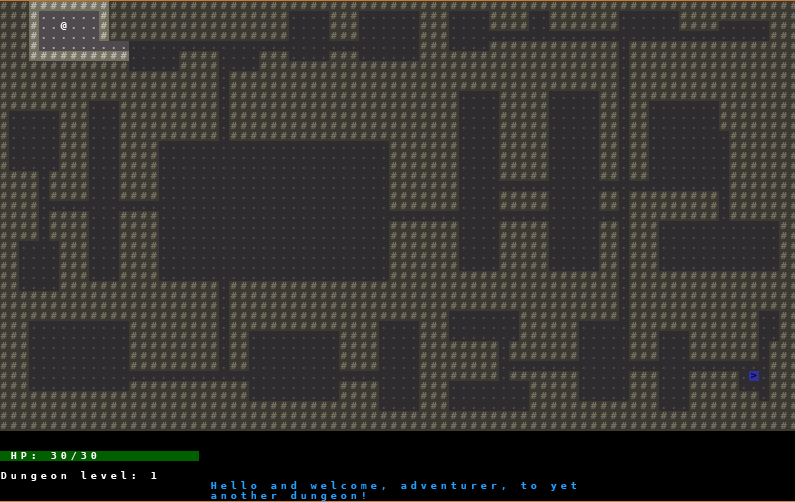 HP: 30/30
Dungeon level: 1
Hello and welcome, adventurer, to yet
another dungeon!